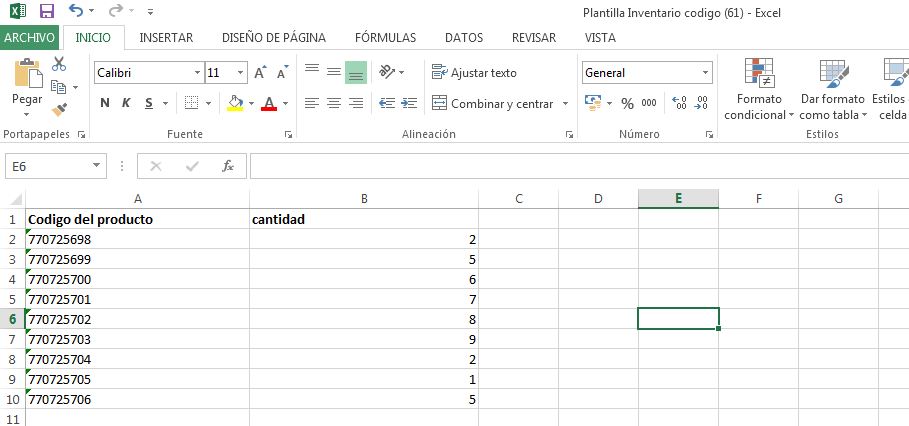 Plantilla Inventario codigo (61) - Excel
ARCHIVO INICIO INSERTAR DISEÑO DE PÁGINA FÓRMULAS DATOS REVISAR VISTA
Calibri 11 Ajustar texto General
Pegar N K S A Combinar y centrar % 000 Formato condicional Dar formato como tabla Estilos celda
Portapapeles Fuente Alineación Número Estilos
E6 fx
A B C D E F G
1 Codigo del producto cantidad
2 770725698 2
3 770725699 5
4 770725700 6
5 770725701 7
6 770725702 8
7 770725703 9
8 770725704 2
9 770725705 1
10 770725706 5
11